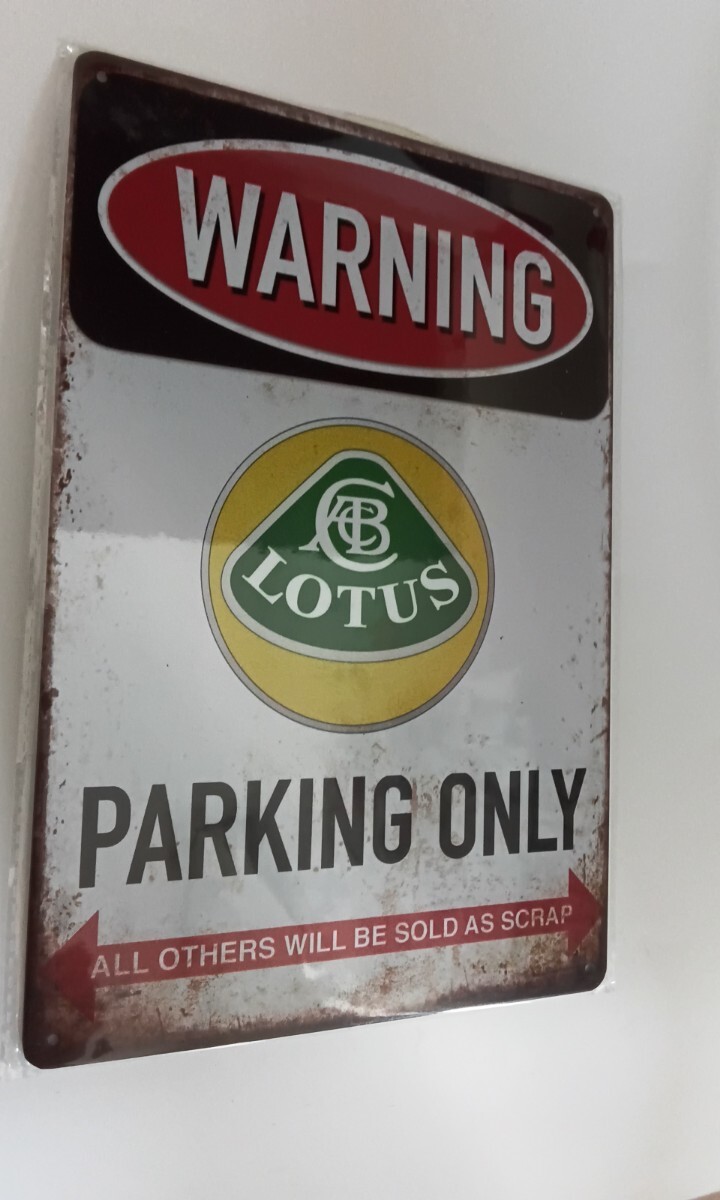 WARNING
ACBC
LOTUS
PARKING ONLY
ALL OTHERS WILL BE SOLD AS SCRAP